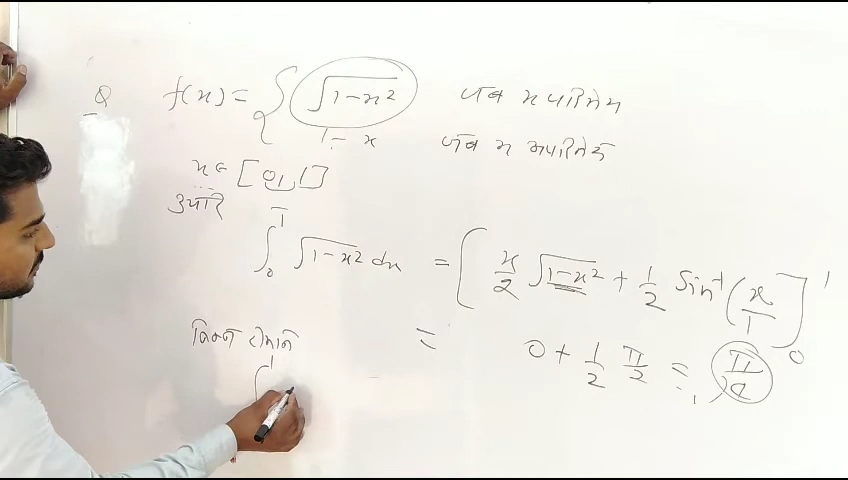 Q f(x) = { √1-x² जब x परिमेय
1-x जब x अपरिमेय
x ∈ [0, 1]
उपरि
∫₀¹ √1-x² dx = [ x/2 √1-x² + 1/2 Sin⁻¹ (x/1) ]₀¹
= 0 + 1/2 π/2 = π/4
निम्न रीमान
∫¹